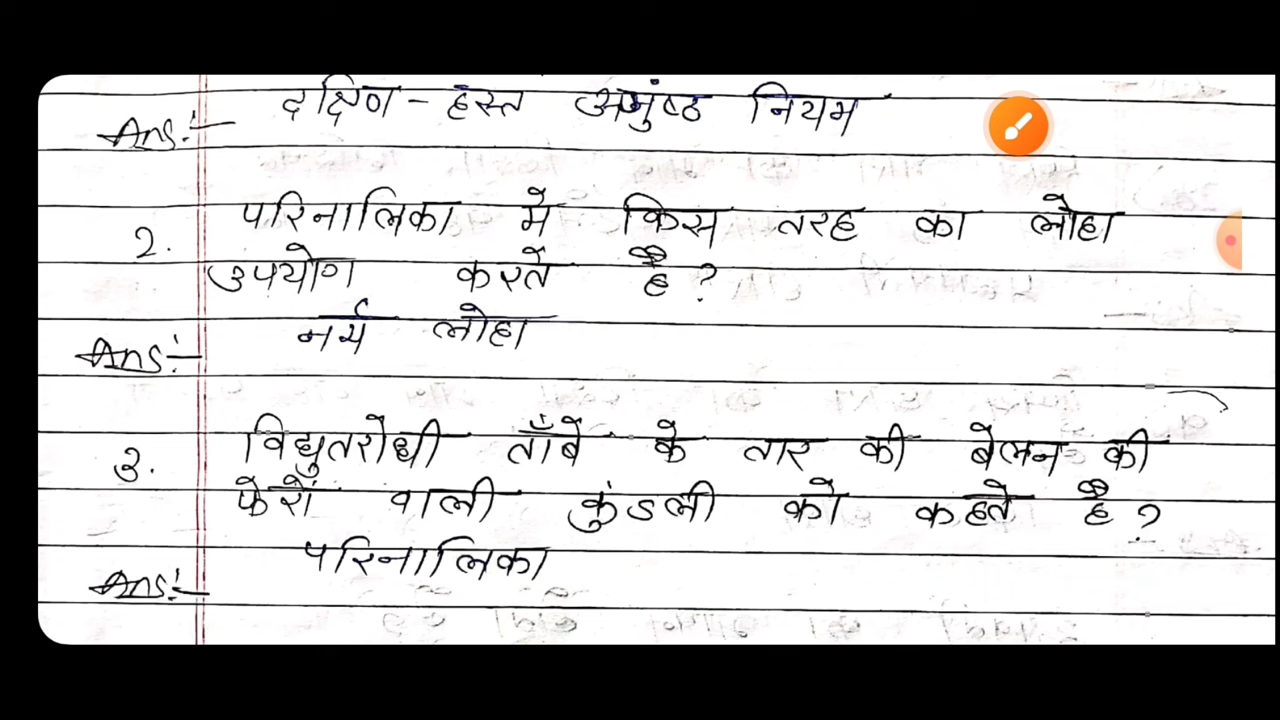 दक्षिण - हस्त अंगुष्ठ नियम
Ans:-
परिनालिका में किस तरह का लोहा
2.
उपयोग करते है?
नर्म लोहा
Ans:-
विद्युतरोधी ताँबे के तार की बेलन की
3.
फेरों वाली कुंडली को कहते है?
परिनालिका
Ans:-